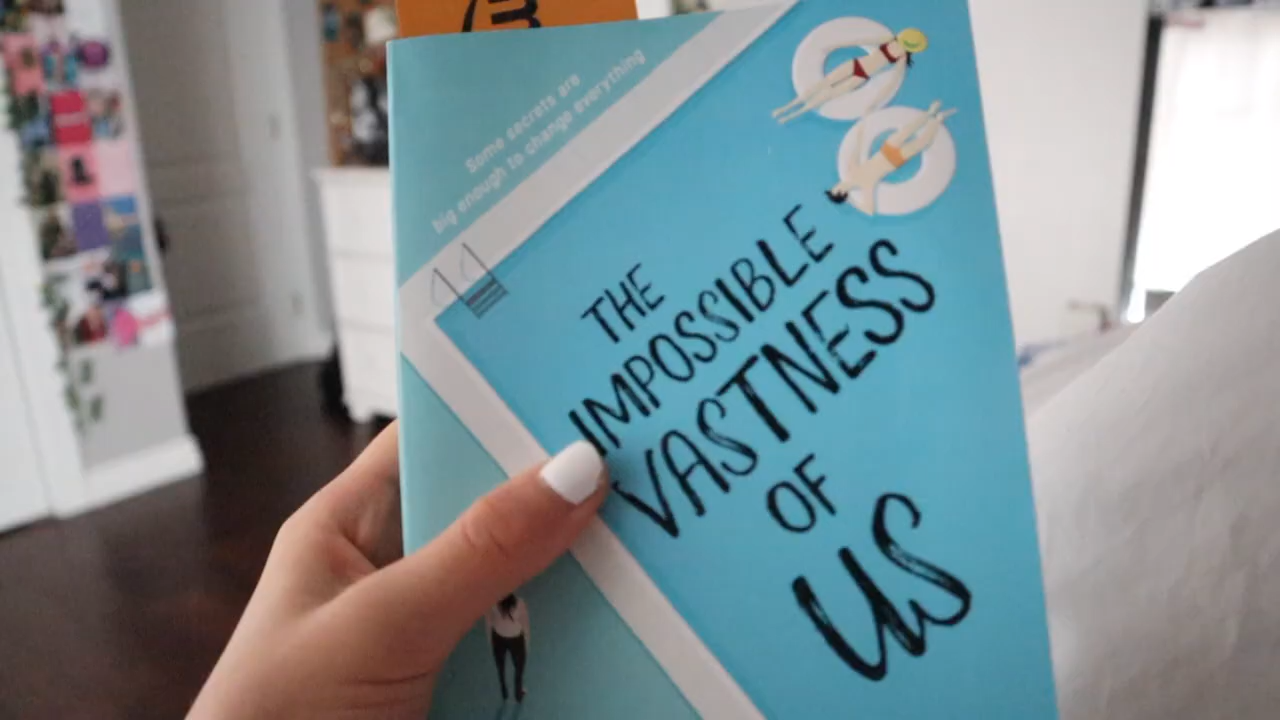 Some secrets are
big enough to change everything
THE
IMPOSSIBLE
VASTNESS
OF
US